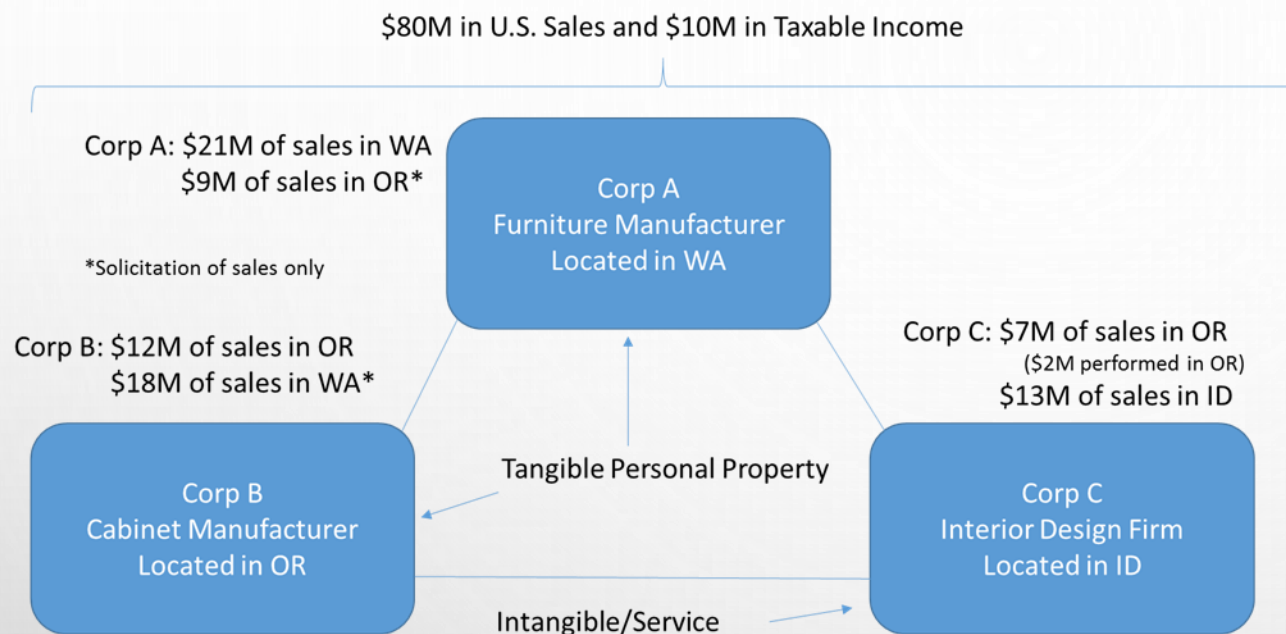 $80M in U.S. Sales and $10M in Taxable Income
Corp A: $21M of sales in WA
$9M of sales in OR*
*Solicitation of sales only
Corp A
Furniture Manufacturer
Located in WA
Corp B: $12M of sales in OR
$18M of sales in WA*
Corp C: $7M of sales in OR
($2M performed in OR)
$13M of sales in ID
Tangible Personal Property
Corp B
Cabinet Manufacturer
Located in OR
Corp C
Interior Design Firm
Located in ID
Intangible/Service